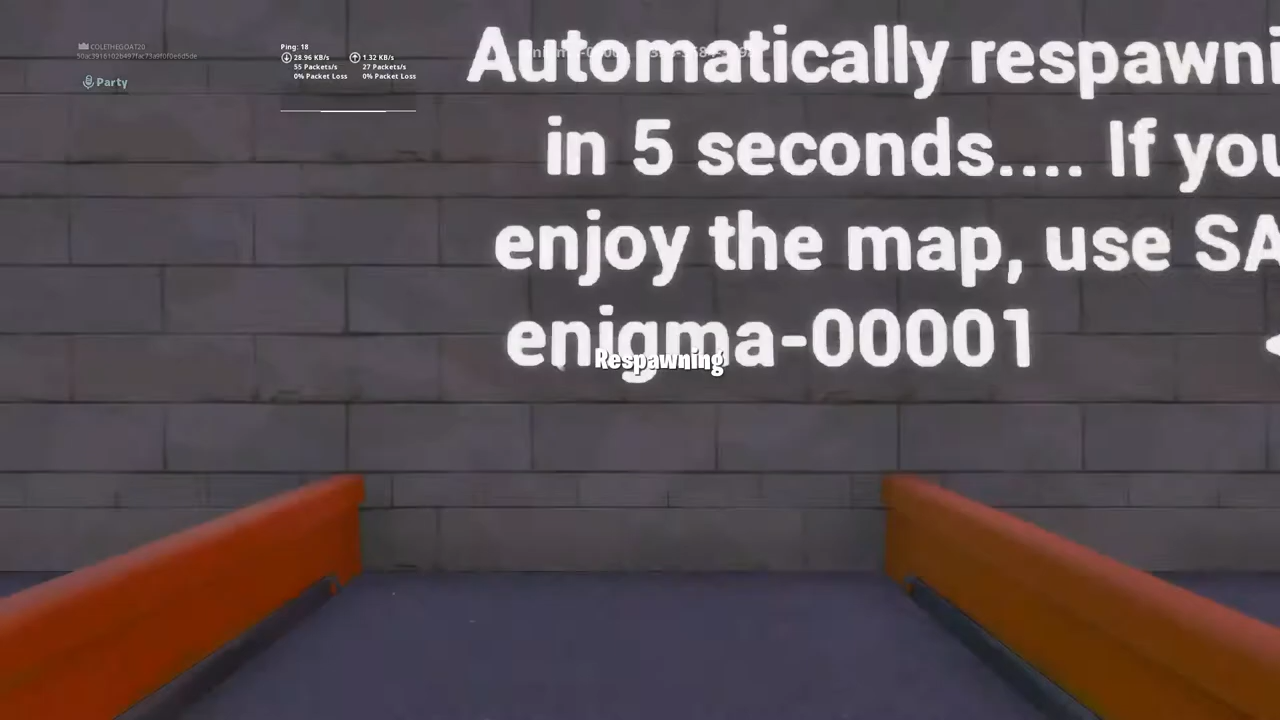 COLETHEGOAT20
Party
Ping: 18
28.96 KB/s
1.32 KB/s
55 Packets/s
27 Packets/s
0% Packet Loss
0% Packet Loss
Automatically respawni
in 5 seconds.... If you
enjoy the map, use SA
enigma-00001
Respawning